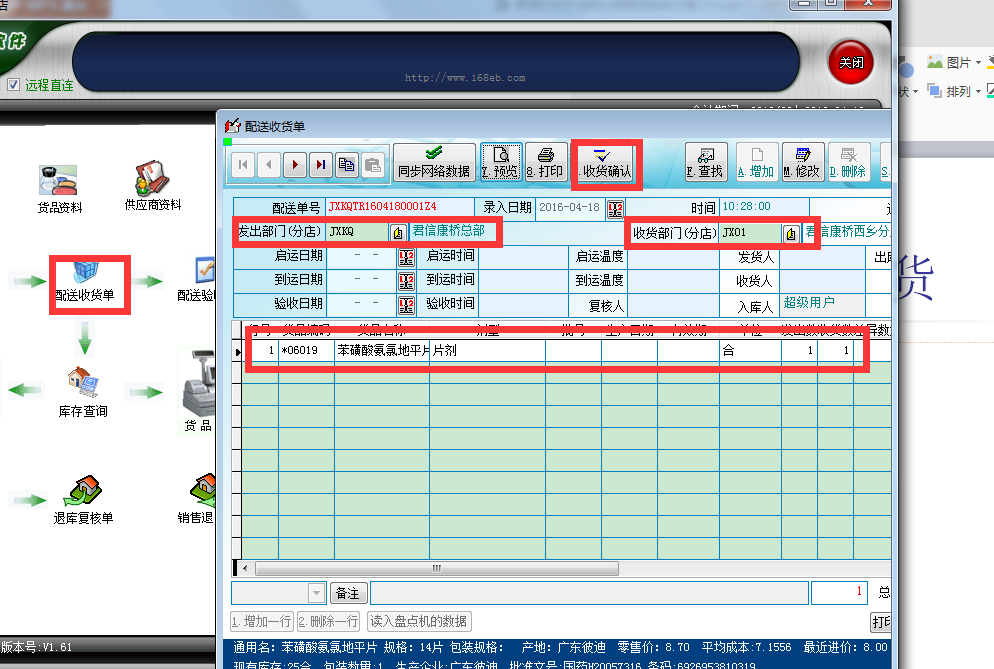 店
软件
远程直连
http://www.168eb.com
关闭
图片
状
排列
配送收货单
货品资料
供应商资料
同步网络数据
I.预览
8.打印
.收货确认
F.查找
A.增加
M.修改
D.删除
S.
配送单号 JXKQTR1604180001Z4 录入日期 2016-04-18 时间 10:28:00
发出部门(分店) JXKQ 君信康桥总部 收货部门(分店) JX01 君信康桥西乡分
启运日期 - - 启运时间 启运温度 发货人
配送收货单
配送验
到运日期 - - 到运时间 到运温度 收货人
验收日期 - - 验收时间 复核人 入库人 超级用户
货
行号 货品编码 货品名称 剂型 批号 生产日期 有效期 单位 发出数 收货数 差异数
1 *06019 苯磺酸氨氯地平片 片剂 合 1 1
库存查询
货 品
退库复核单
销售退
备注
1
总
1.增加一行
2.删除一行
读入盘点机的数据
打印
版本号:V1.61
通用名：苯磺酸氨氯地平片 规格：14片 包装规格： 产地：广东彼迪 零售价：8.70 平均成本：7.1556 最近进价：8.00
现有库存:25合 包装数量:1 生产企业:广东彼迪 批准文号:国药H20057316 条码:6926953810319